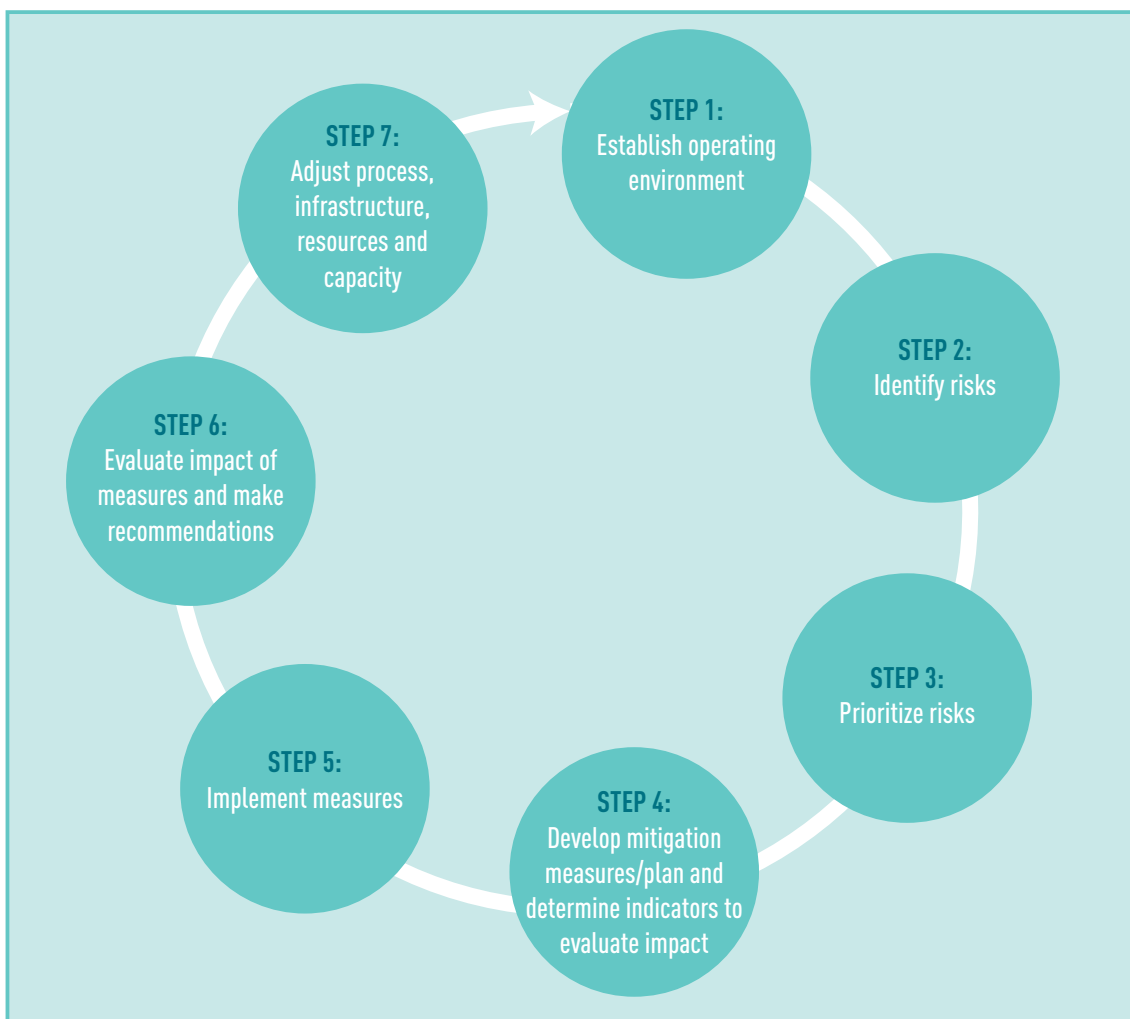 STEP 1:
Establish operating
environment
STEP 2:
Identify risks
STEP 3:
Prioritize risks
STEP 4:
Develop mitigation
measures/plan and
determine indicators to
evaluate impact
STEP 5:
Implement measures
STEP 6:
Evaluate impact of
measures and make
recommendations
STEP 7:
Adjust process,
infrastructure,
resources and
capacity